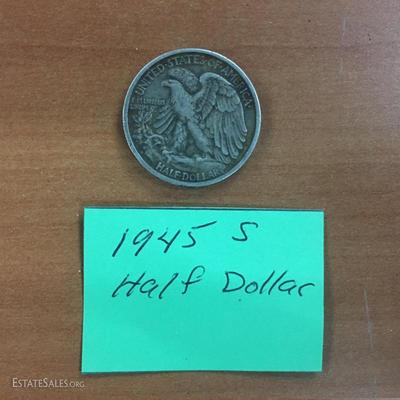 UNITED·STATES·OF·AMERICA
E·PLURIBUS
UNUM
HALF·DOLLAR
1945 S
Half Dollar
ESTATESALES.ORG